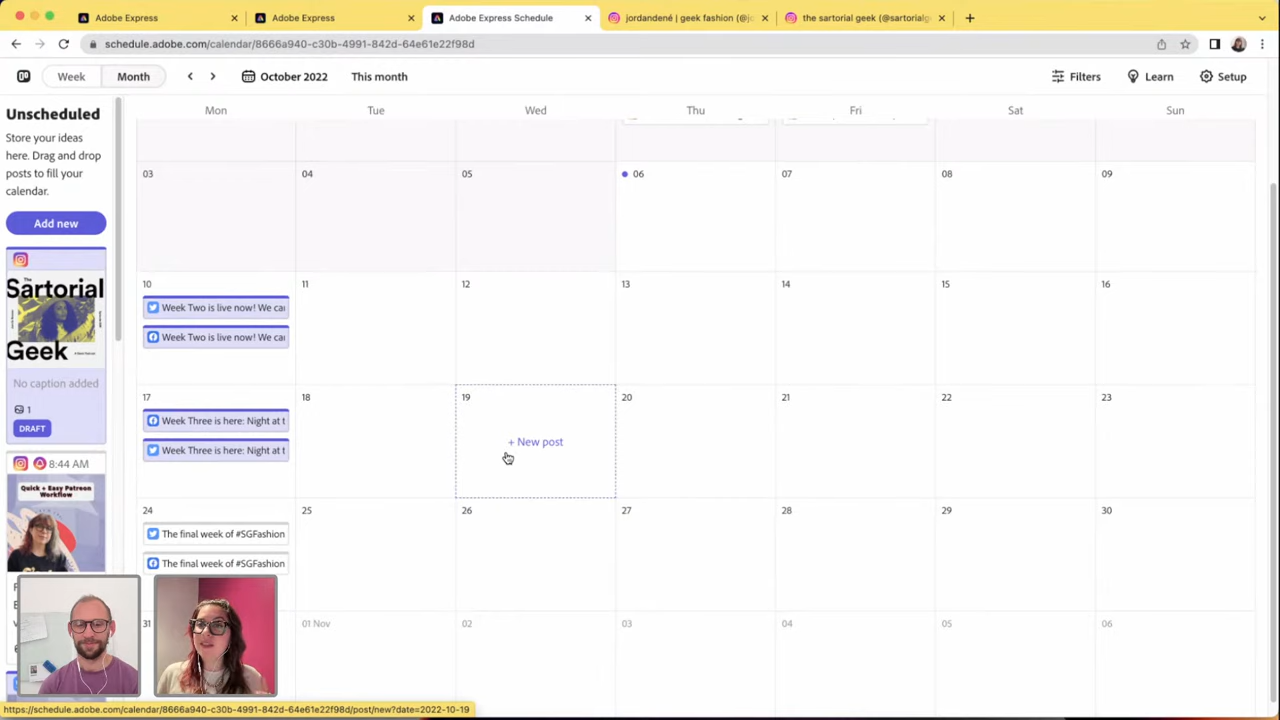 Adobe Express
Adobe Express
Adobe Express Schedule
jordandené | geek fashion (@jo
the sartorial geek (@sartorialg
schedule.adobe.com/calendar/8666a940-c30b-4991-842d-64e61e22f98d
Week
Month
October 2022
This month
Filters
Learn
Setup
Unscheduled
Store your ideas
here. Drag and drop
posts to fill your
calendar.
Add new
The
Sartorial
Geek
No caption added
1
DRAFT
8:44 AM
Quick + Easy Patreon
Workflow
Mon Tue Wed Thu Fri Sat Sun
03 04 05 06 07 08 09
10 11 12 13 14 15 16
Week Two is live now! We ca
Week Two is live now! We ca
17 18 19 20 21 22 23
Week Three is here: Night at t
+ New post
Week Three is here: Night at t
24 25 26 27 28 29 30
The final week of #SGFashion
The final week of #SGFashion
31 01 Nov 02 03 04 05 06
https://schedule.adobe.com/calendar/8666a940-c30b-4991-842d-64e61e22f98d/post/new?date=2022-10-19